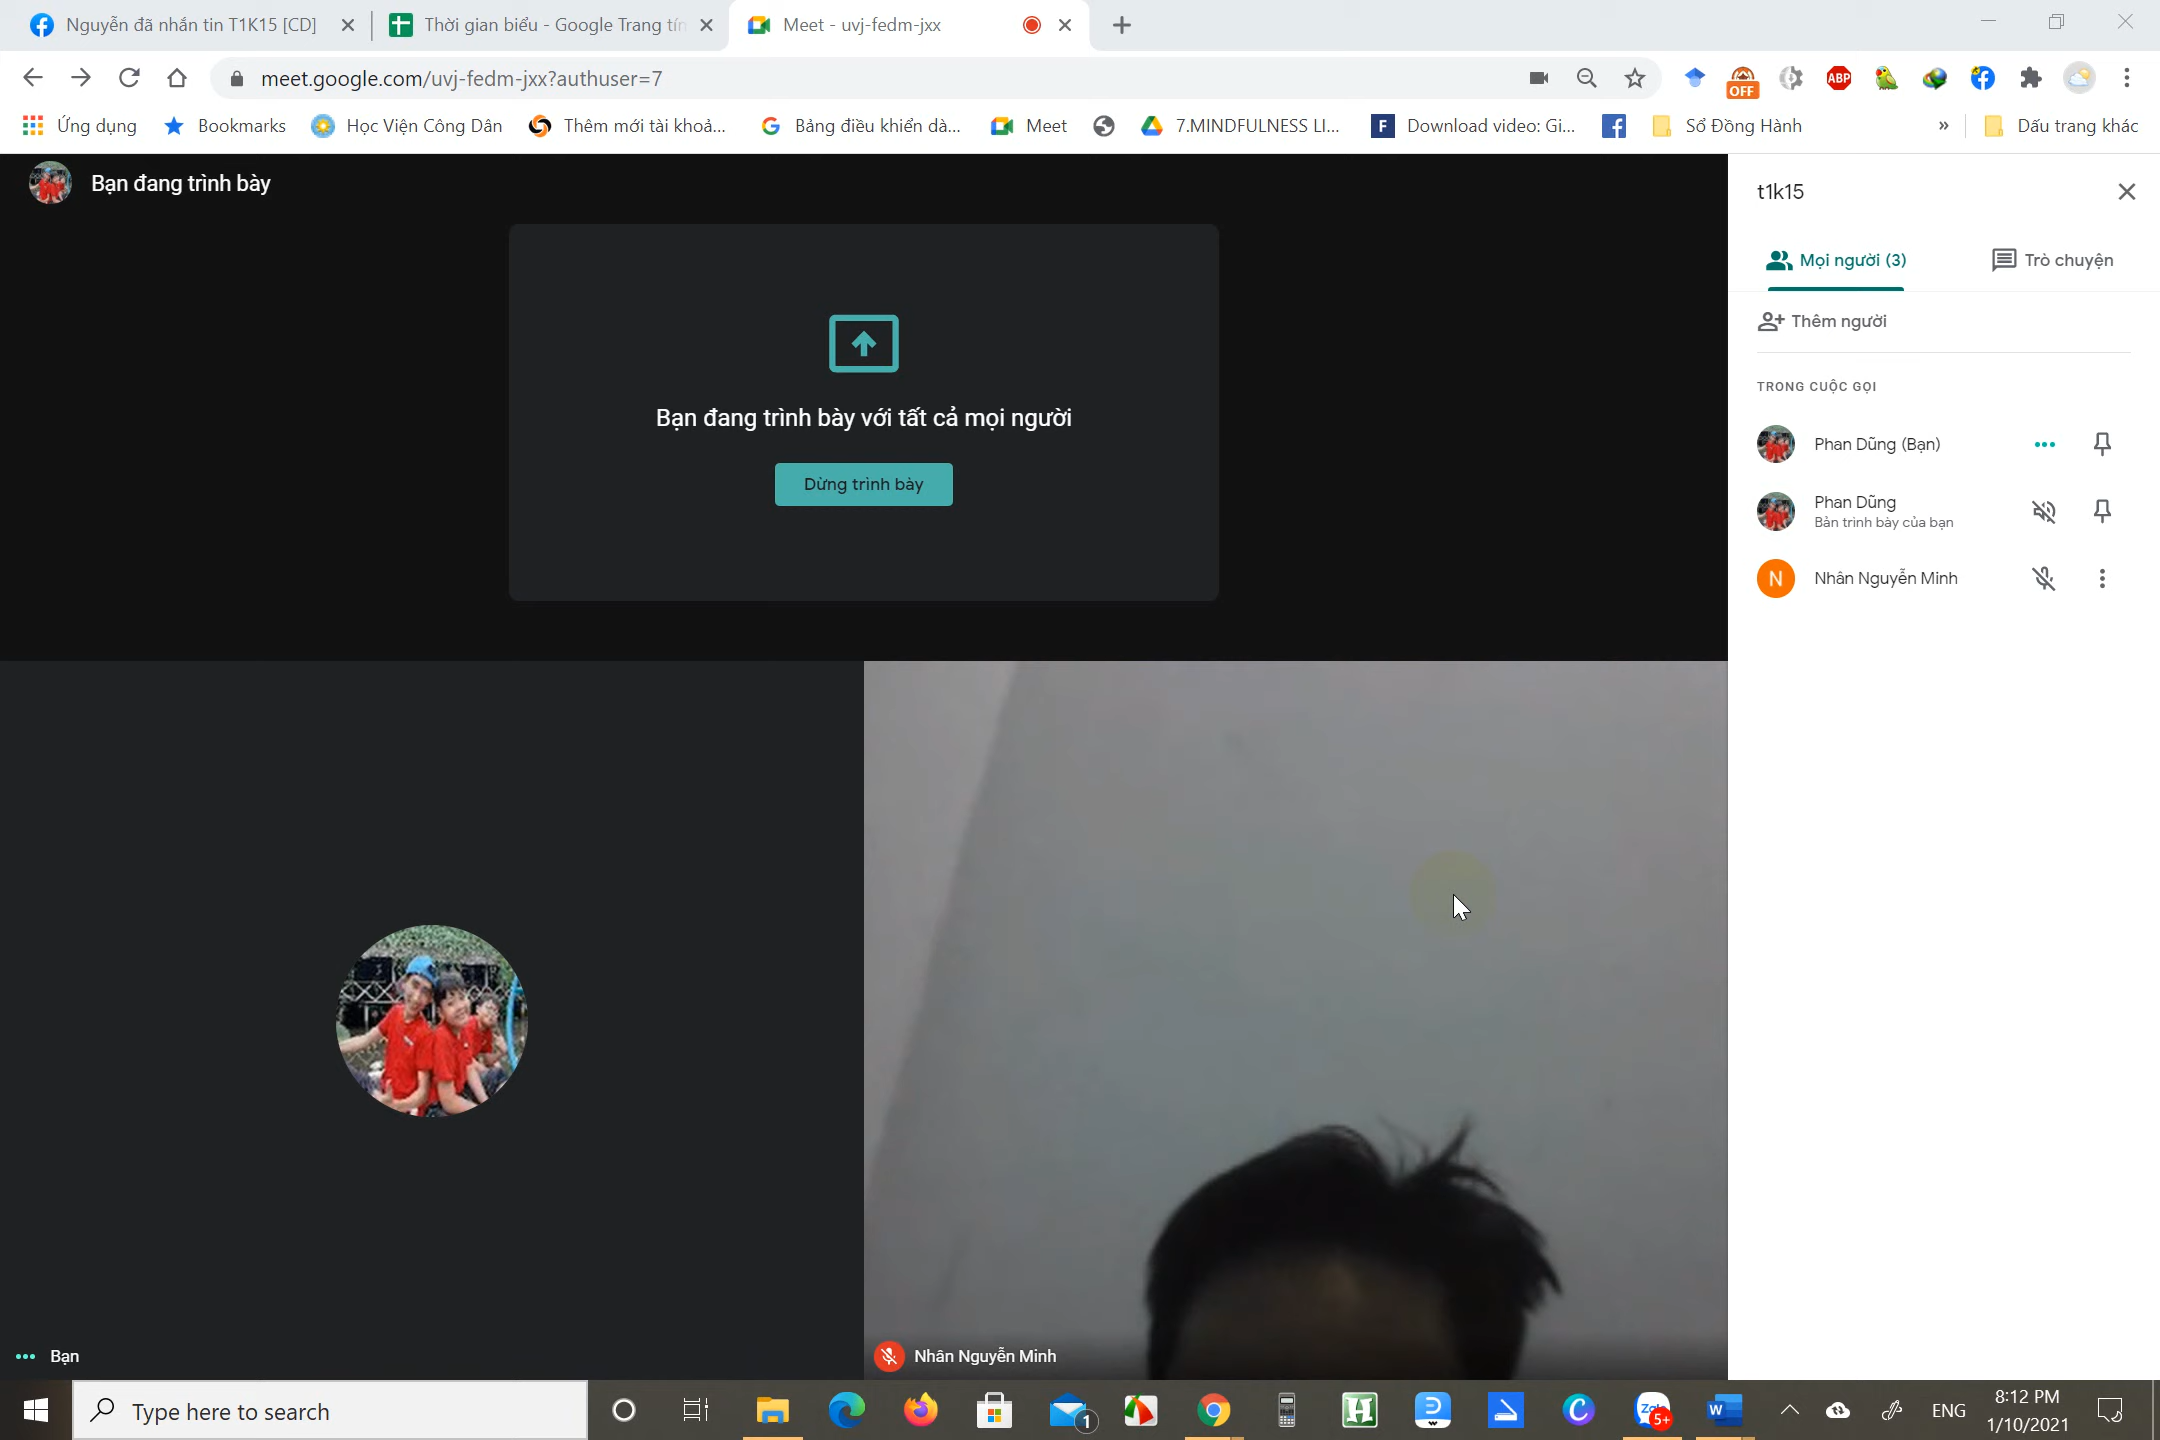 Nguyễn đã nhắn tin T1K15 [CD]
Thời gian biểu - Google Trang tín
Meet - uvj-fedm-jxx
meet.google.com/uvj-fedm-jxx?authuser=7
OFF
ABP
Ứng dụng
Bookmarks
Học Viện Công Dân
Thêm mới tài khoả...
Bảng điều khiển dà...
Meet
7.MINDFULNESS LI...
F
Download video: Gi...
Sổ Đồng Hành
»
Dấu trang khác
Bạn đang trình bày
Bạn đang trình bày với tất cả mọi người
Dừng trình bày
t1k15
Mọi người (3)
Trò chuyện
Thêm người
TRONG CUỘC GỌI
Phan Dũng (Bạn)
Phan Dũng
Bản trình bày của bạn
N
Nhân Nguyễn Minh
Bạn
Nhân Nguyễn Minh
Type here to search
1
Zalo
5+
W
ENG
8:12 PM
1/10/2021